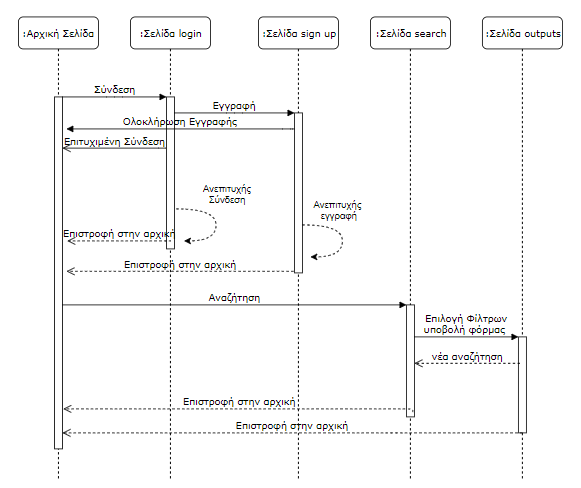 :Αρχική Σελίδα
:Σελίδα login
:Σελίδα sign up
:Σελίδα search
:Σελίδα outputs
Σύνδεση
Εγγραφή
Ολοκλήρωση Εγγραφής
Επιτυχιμένη Σύνδεση
Ανεπιτυχής
Σύνδεση
Ανεπιτυχής
εγγραφή
Επιστροφή στην αρχική
Επιστροφή στην αρχική
Αναζήτηση
Επιλογή Φίλτρων
υποβολή φόρμας
νέα αναζήτηση
Επιστροφή στην αρχική
Επιστροφή στην αρχική